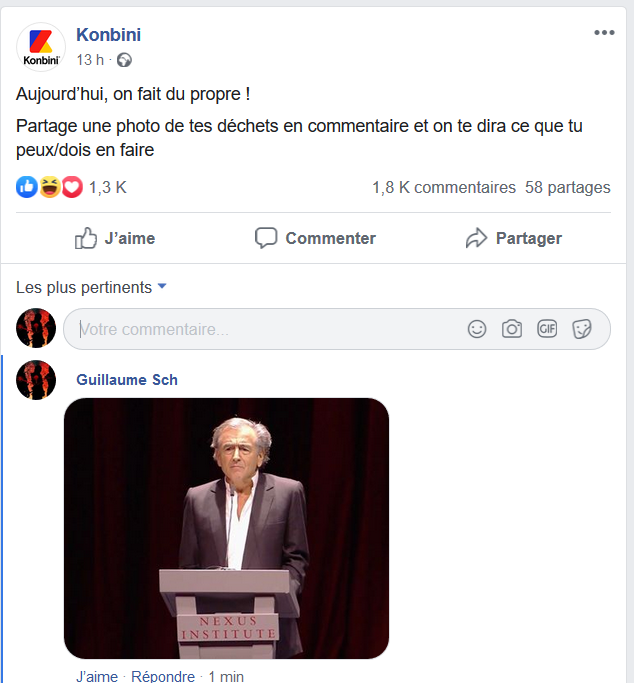 Konbini
Konbini
13 h ·
Aujourd'hui, on fait du propre !
Partage une photo de tes déchets en commentaire et on te dira ce que tu
peux/dois en faire
1,3 K
1,8 K commentaires 58 partages
J'aime
Commenter
Partager
Les plus pertinents
Votre commentaire...
GIF
Guillaume Sch
NEXUS
INSTITUTE
J'aime · Répondre · 1 min